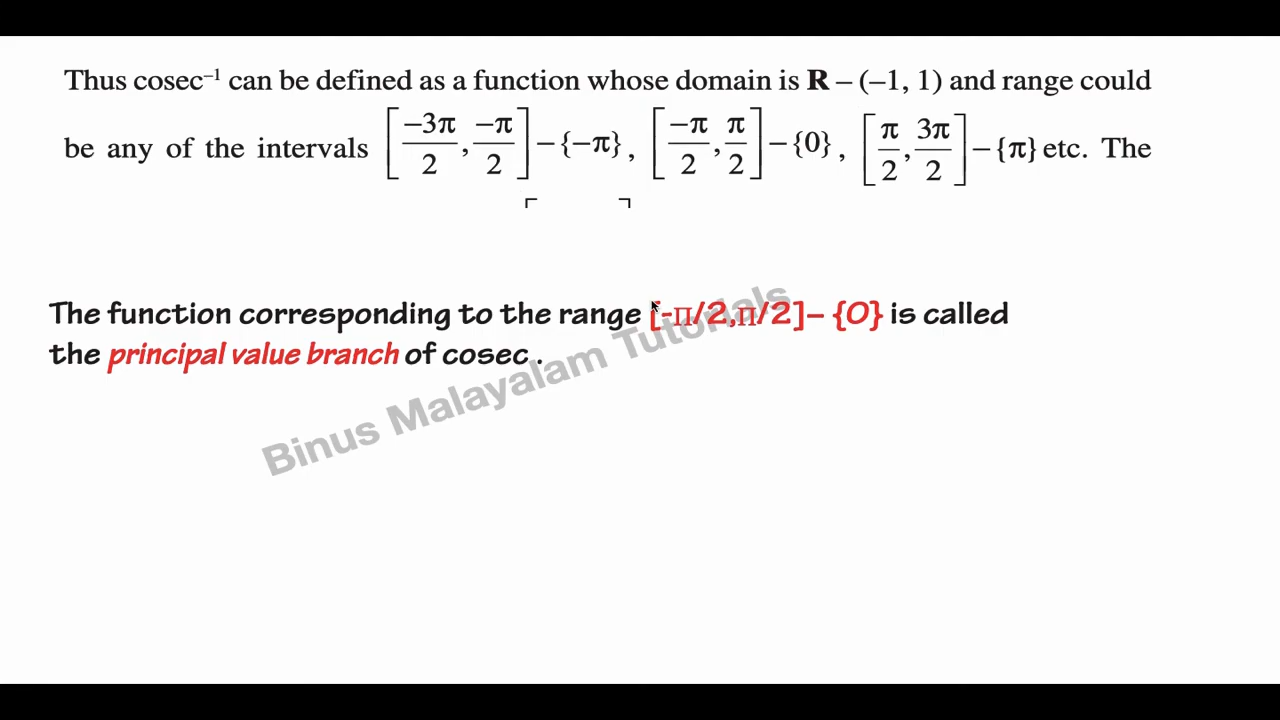 Thus cosec⁻¹ can be defined as a function whose domain is R – (–1, 1) and range could
be any of the intervals [−3π/2, −π/2] − {−π}, [−π/2, π/2] − {0}, [π/2, 3π/2] − {π} etc. The
The function corresponding to the range [-π/2,π/2]– {0} is called
the principal value branch of cosec .
Binus Malayalam Tutorials